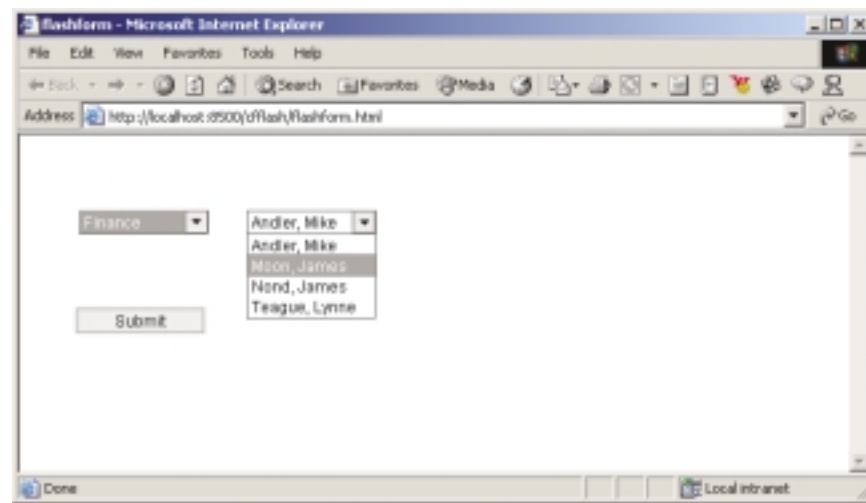 flashform - Microsoft Internet Explorer
File Edit View Favorites Tools Help
Back Search Favorites Media
Address http://localhost:8500/cfflash/flashform.html Go
Finance Andler, Mike
Andler, Mike
Moon, James
Nond, James
Teague, Lynne
Submit
Done Local intranet